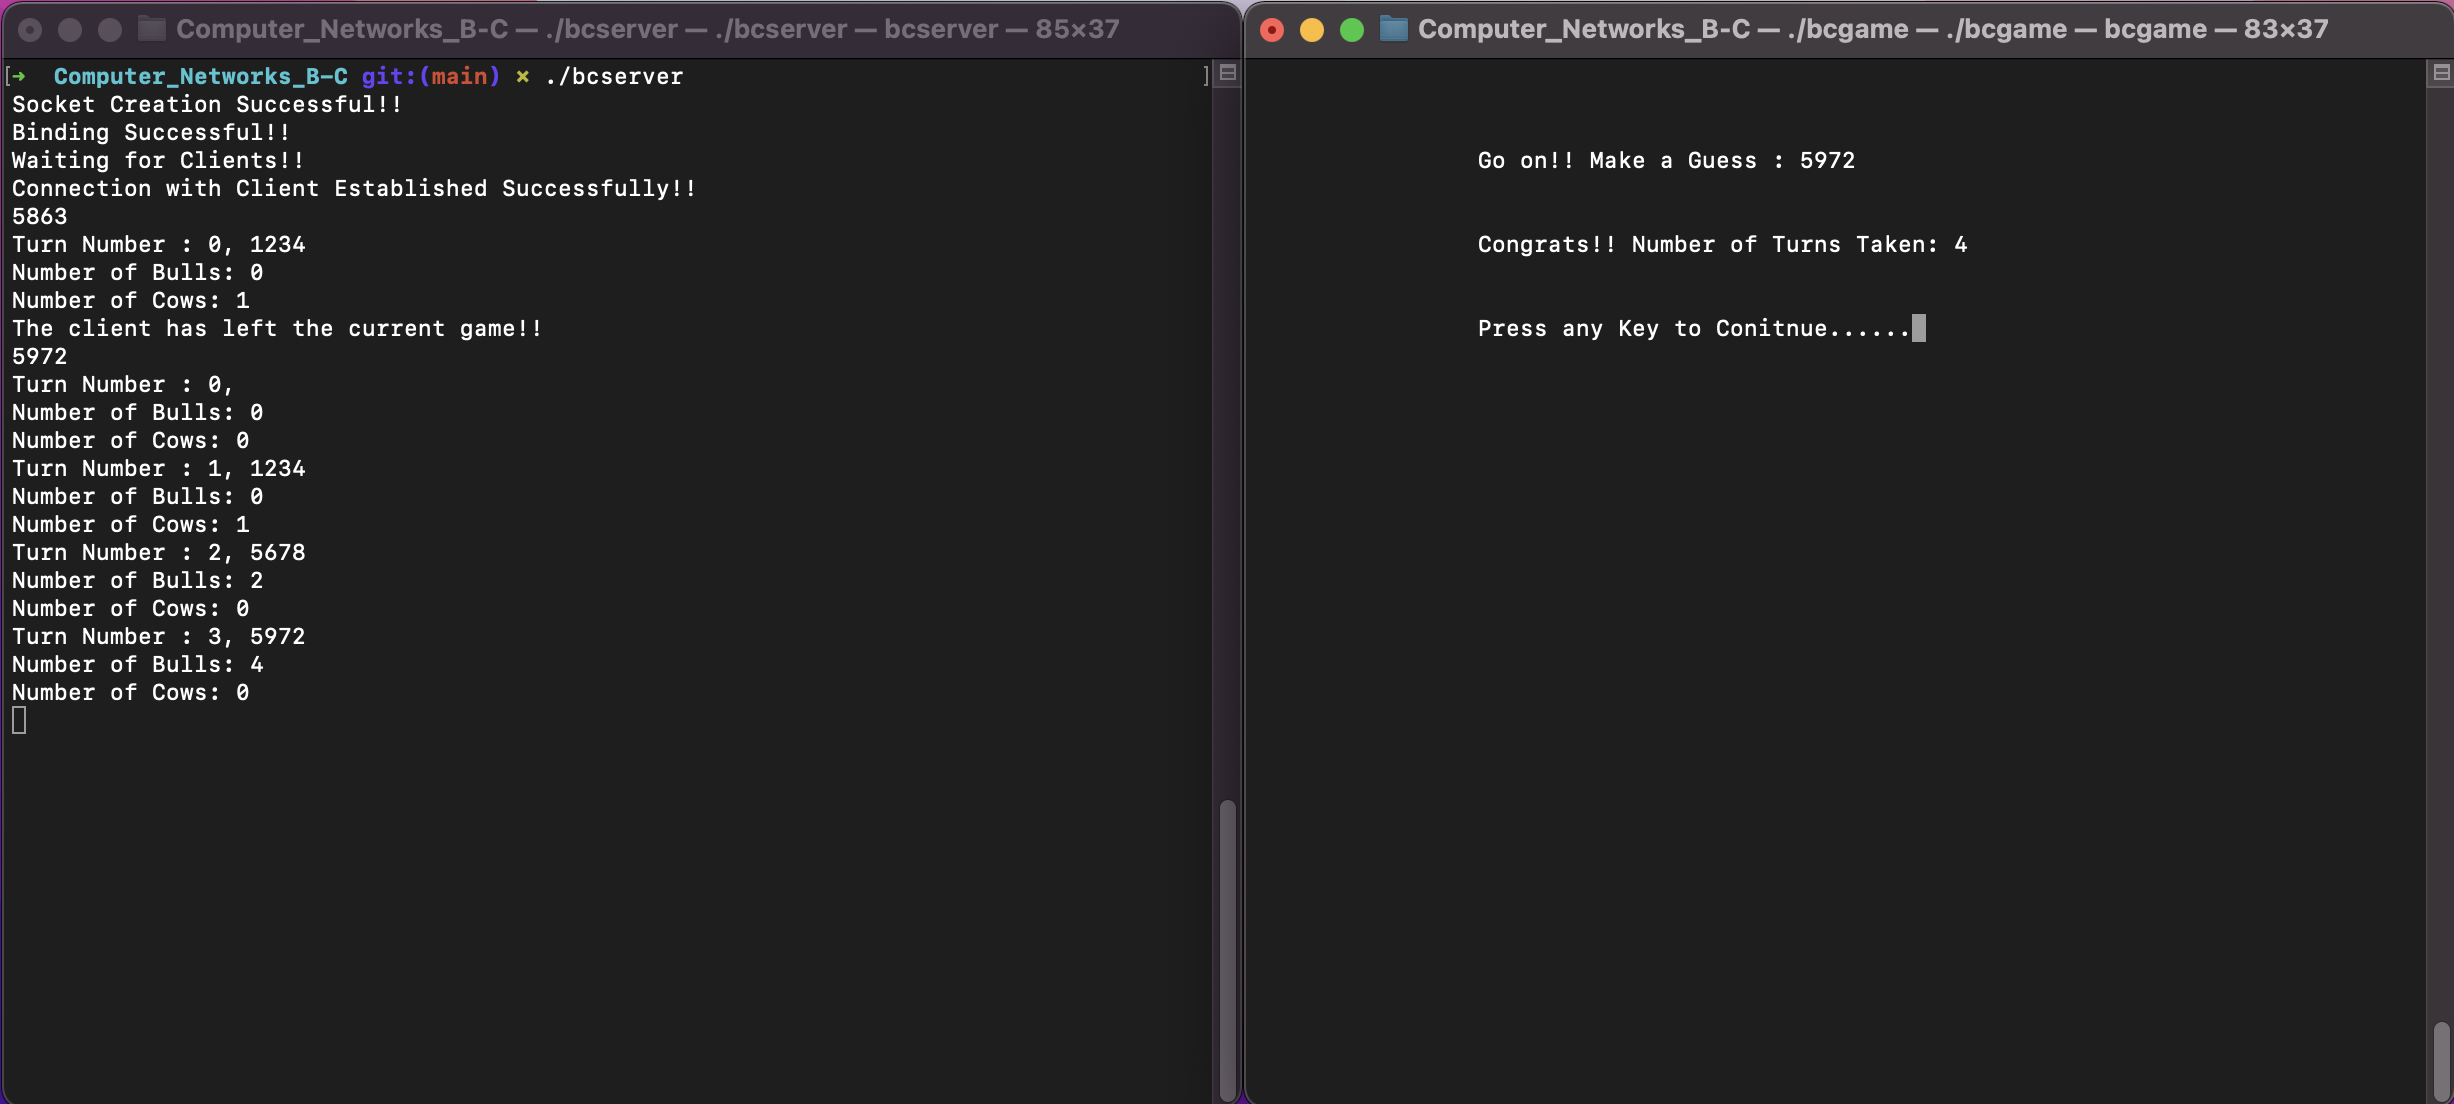 Computer_Networks_B-C — ./bcserver — ./bcserver — bcserver — 85×37
[➜  Computer_Networks_B-C git:(main) ✗ ./bcserver ]
Socket Creation Successful!!
Binding Successful!!
Waiting for Clients!!
Connection with Client Established Successfully!!
5863
Turn Number : 0, 1234
Number of Bulls: 0
Number of Cows: 1
The client has left the current game!!
5972
Turn Number : 0,
Number of Bulls: 0
Number of Cows: 0
Turn Number : 1, 1234
Number of Bulls: 0
Number of Cows: 1
Turn Number : 2, 5678
Number of Bulls: 2
Number of Cows: 0
Turn Number : 3, 5972
Number of Bulls: 4
Number of Cows: 0
Computer_Networks_B-C — ./bcgame — ./bcgame — bcgame — 83×37
Go on!! Make a Guess : 5972
Congrats!! Number of Turns Taken: 4
Press any Key to Conitnue......